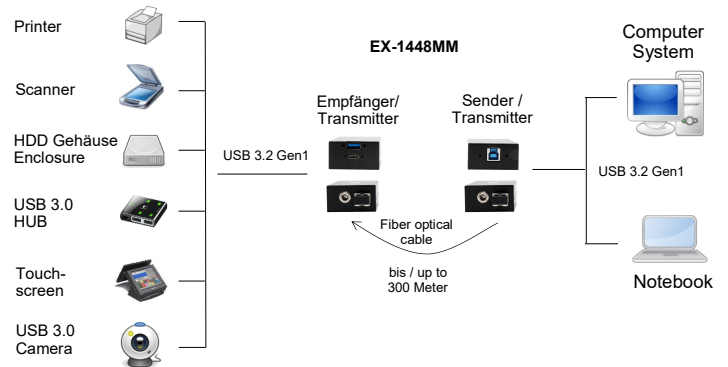 Printer
Scanner
HDD Gehäuse
Enclosure
USB 3.0
HUB
Touch-
screen
USB 3.0
Camera
USB 3.2 Gen1
EX-1448MM
Empfänger/
Transmitter
Sender /
Transmitter
Fiber optical
cable
bis / up to
300 Meter
Computer
System
USB 3.2 Gen1
Notebook